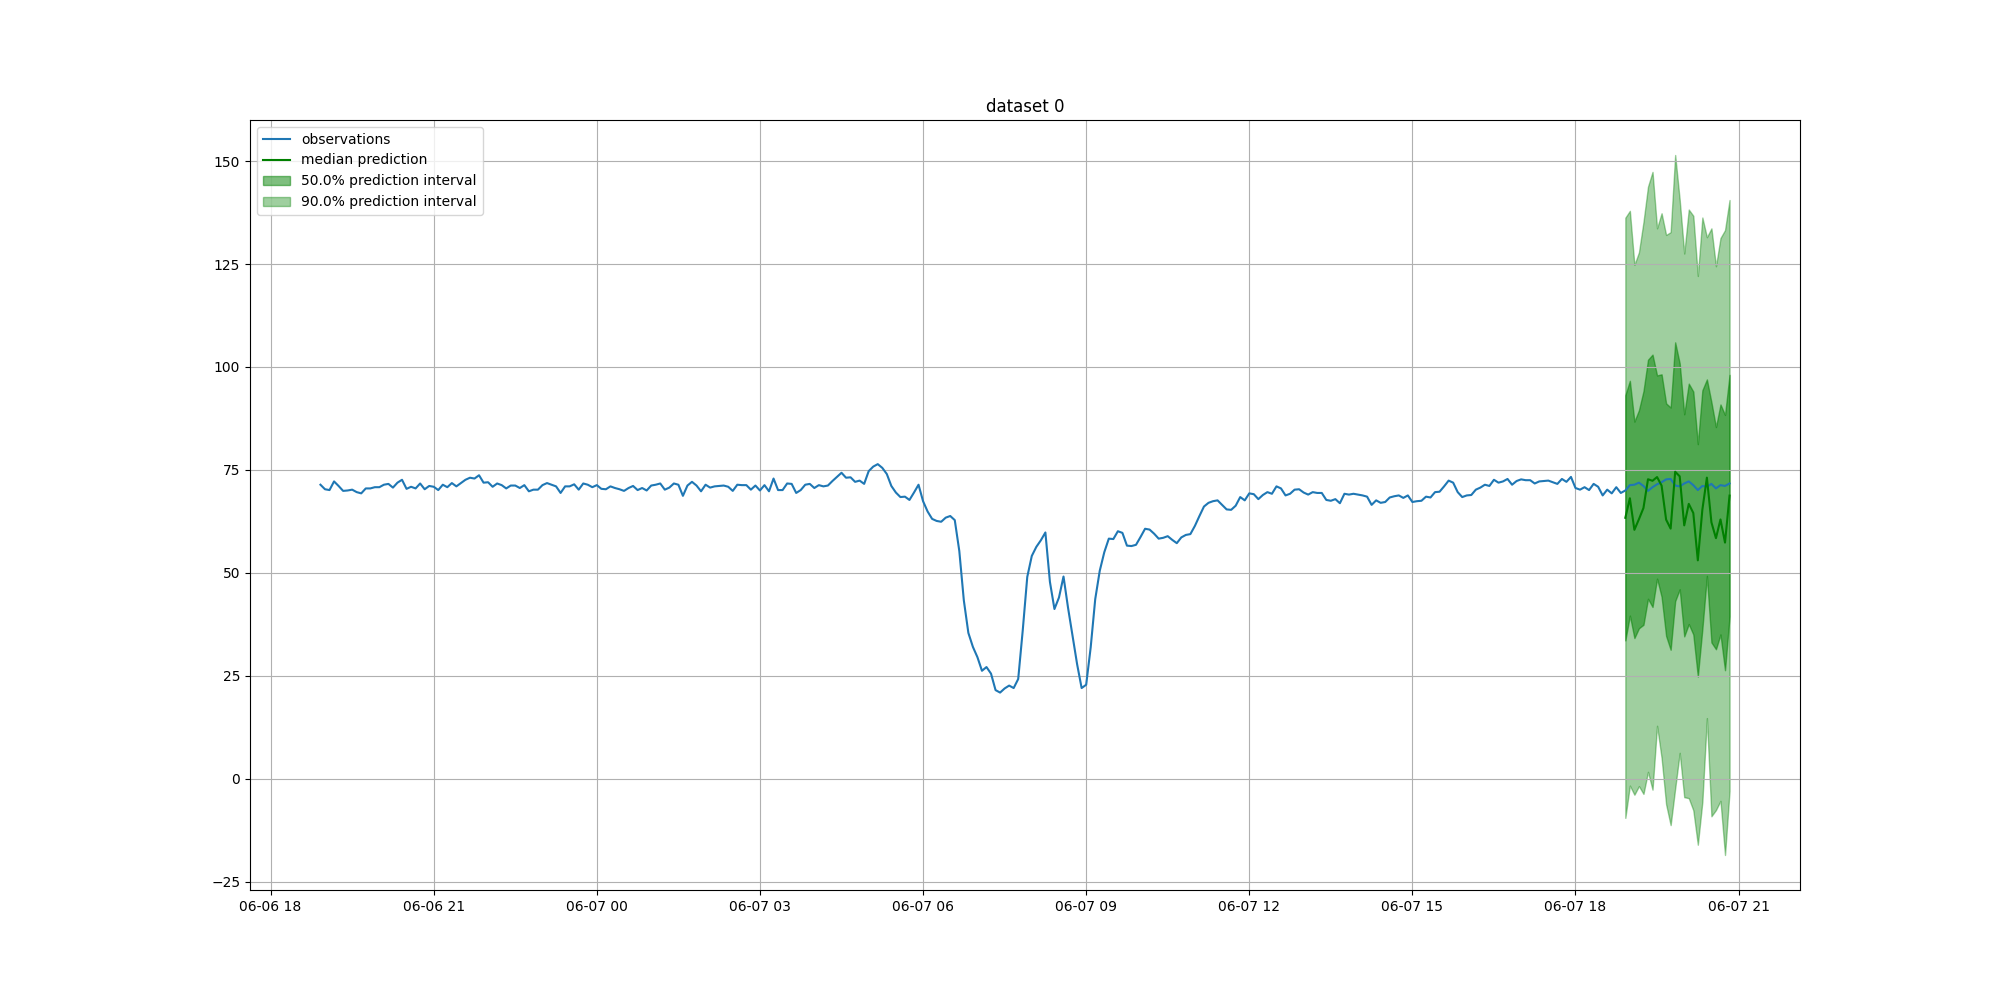 dataset 0
observations
median prediction
50.0% prediction interval
90.0% prediction interval
150
125
100
75
50
25
0
−25
06-06 18 06-06 21 06-07 00 06-07 03 06-07 06 06-07 09 06-07 12 06-07 15 06-07 18 06-07 21